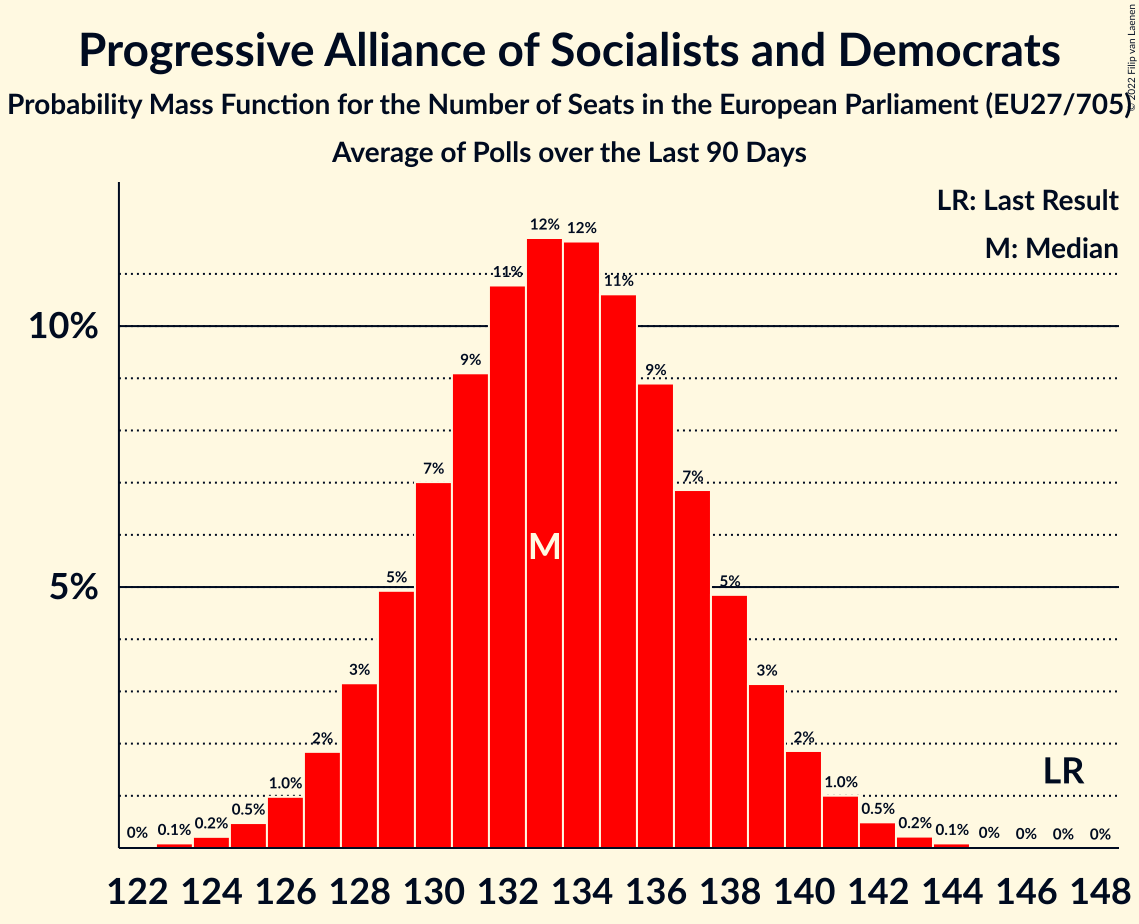 Progressive Alliance of Socialists and Democrats
Probability Mass Function for the Number of Seats in the European Parliament (EU27/705)
Average of Polls over the Last 90 Days
© 2022 Filip van Laenen
LR: Last Result
M: Median
10%
5%
0% 0.1% 0.2% 0.5% 1.0% 2% 3% 5% 7% 9% 11% 12% 12% 11% 9% 7% 5% 3% 2% 1.0% 0.5% 0.2% 0.1% 0% 0% 0% 0%
M
LR
122 124 126 128 130 132 134 136 138 140 142 144 146 148